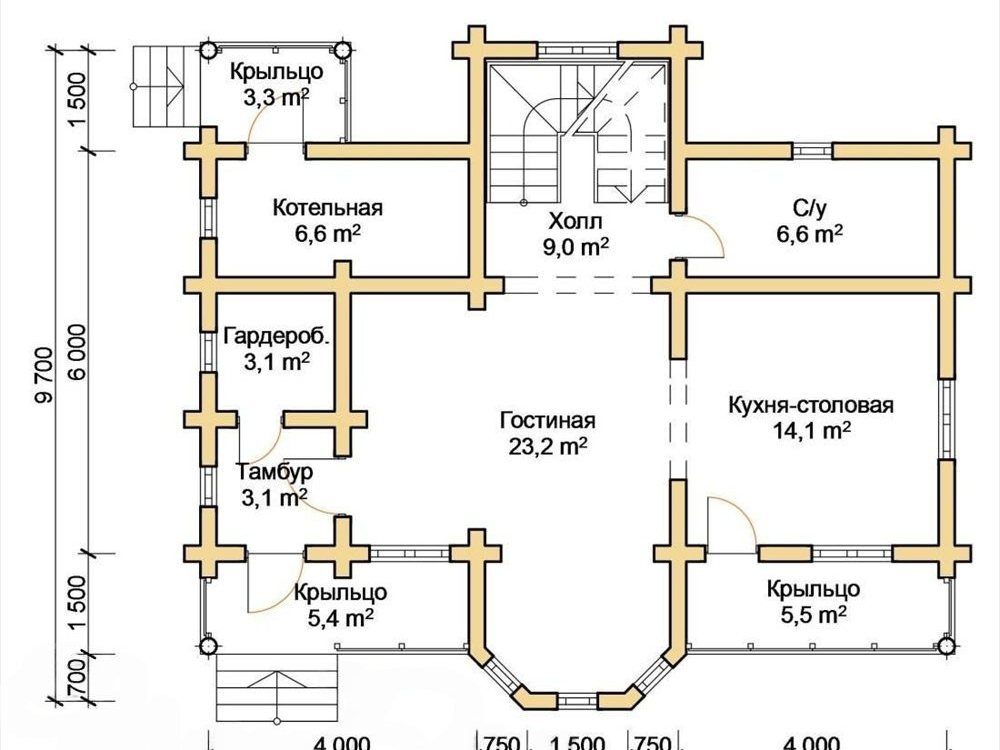 Крыльцо
3,3 m²
1 500
Котельная
6,6 m²
Холл
9,0 m²
С/у
6,6 m²
Гардероб.
3,1 m²
6 000
9 700
Гостиная
23,2 m²
Кухня-столовая
14,1 m²
Тамбур
3,1 m²
Крыльцо
5,4 m²
Крыльцо
5,5 m²
1 500
700
4 000
750
1 500
750
4 000